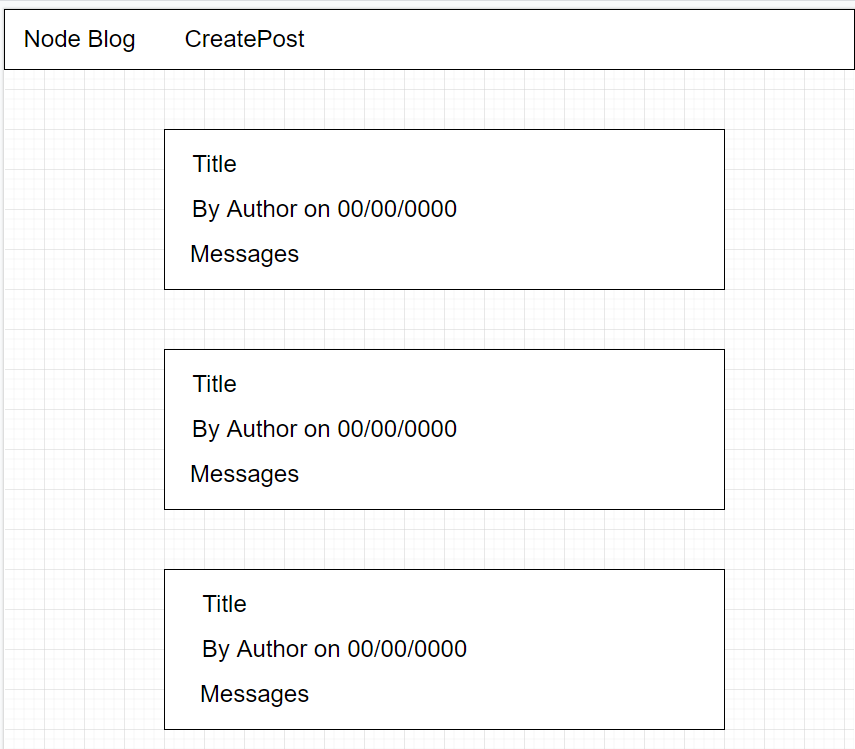 Node Blog CreatePost
Title
By Author on 00/00/0000
Messages
Title
By Author on 00/00/0000
Messages
Title
By Author on 00/00/0000
Messages